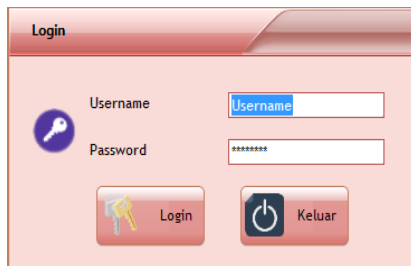 Login
Username Username
Password ********
Login Keluar